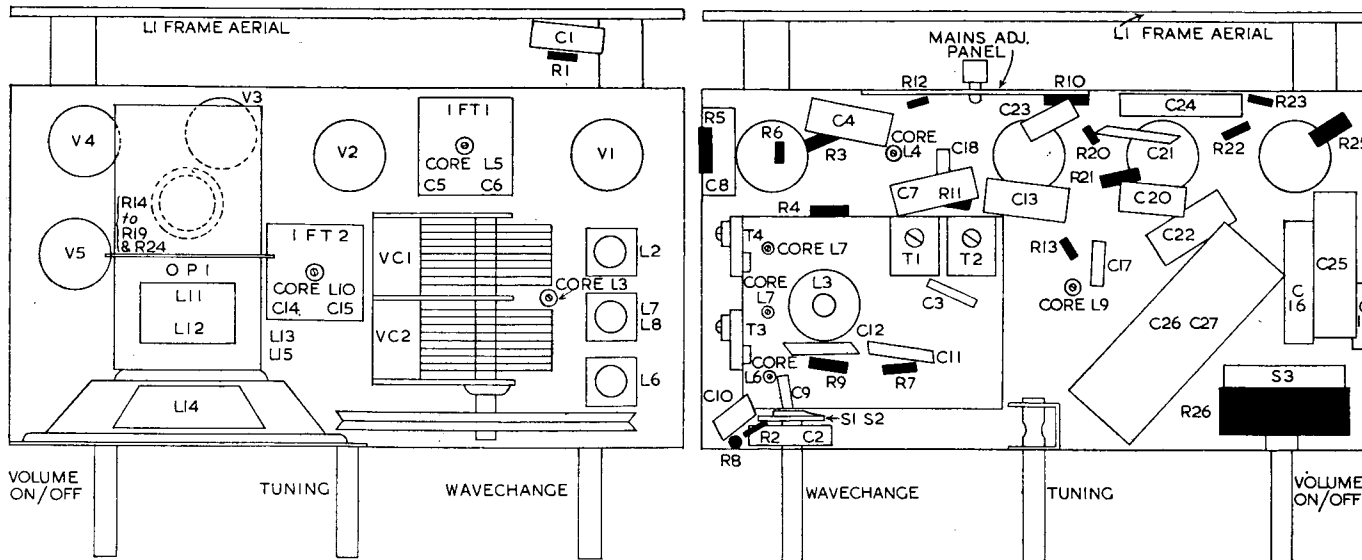 L1 FRAME AERIAL
C1
R1
V3
V4
V2
1FT1
CORE L5
C5 C6
V1
R14
to
R19
& R24
V5
1FT2
CORE L10
C14 C15
OP1
L11
L12
L13
L15
L14
VC1
VC2
CORE L3
L2
L7
L8
L6
VOLUME
ON/OFF
TUNING
WAVECHANGE
L1 FRAME AERIAL
MAINS ADJ.
PANEL
R12
R10
C23
C24
R23
R5
R6
C4
R3
CORE
L4
C18
R20
C21
R22
R25
C8
C7
R11
C13
R21
C20
R4
T4
CORE L7
T1
T2
R13
C17
C22
C25
CORE
L7
L3
C3
CORE L9
C
16
T3
C12
C26 C27
CORE
L6
R9
C11
R7
C10
C9
S1 S2
S3
R26
R2 C2
R8
WAVECHANGE
TUNING
VOLUME
ON/OFF